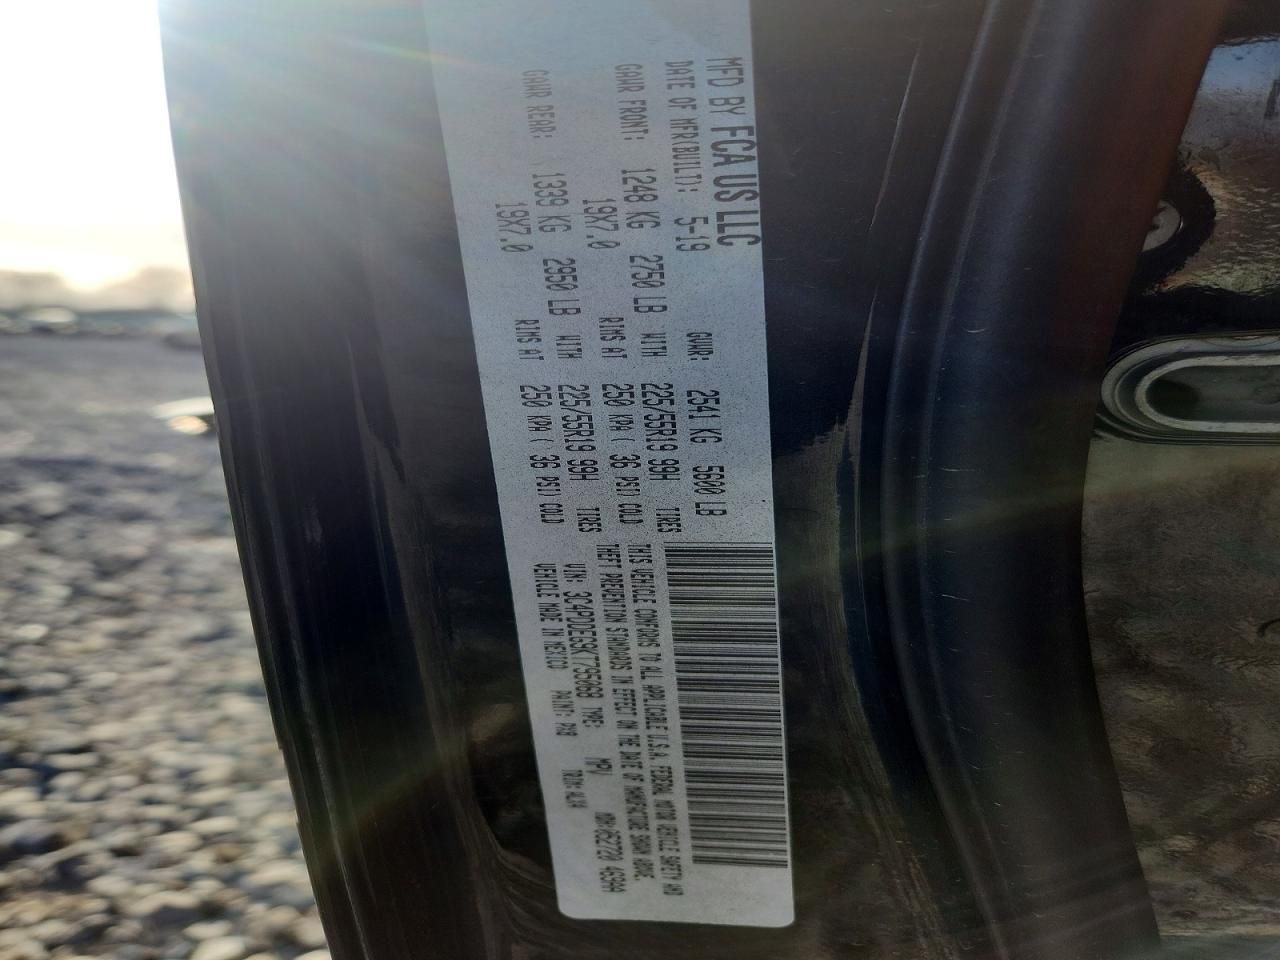 MFD BY FCA US LLC
DATE OF MFR(BUILT): 5-19 GVWR: 2541 KG 5600 LB
GAWR FRONT: 1248 KG 2750 LB WITH 225/55R19 99H TIRES
19X7.0 RIMS AT 250 KPA( 36 PSI) COLD
GAWR REAR: 1339 KG 2950 LB WITH 225/55R19 99H TIRES
19X7.0 RIMS AT 250 KPA( 36 PSI) COLD
THIS VEHICLE CONFORMS TO ALL APPLICABLE U.S.A. FEDERAL MOTOR VEHICLE SAFETY AND
THEFT PREVENTION STANDARDS IN EFFECT ON THE DATE OF MANUFACTURE SHOWN ABOVE.
VIN: 3C4PDDEG9KT795068 TYPE: MPV
VEHICLE MADE IN MEXICO PAINT: PX8 TRIM: